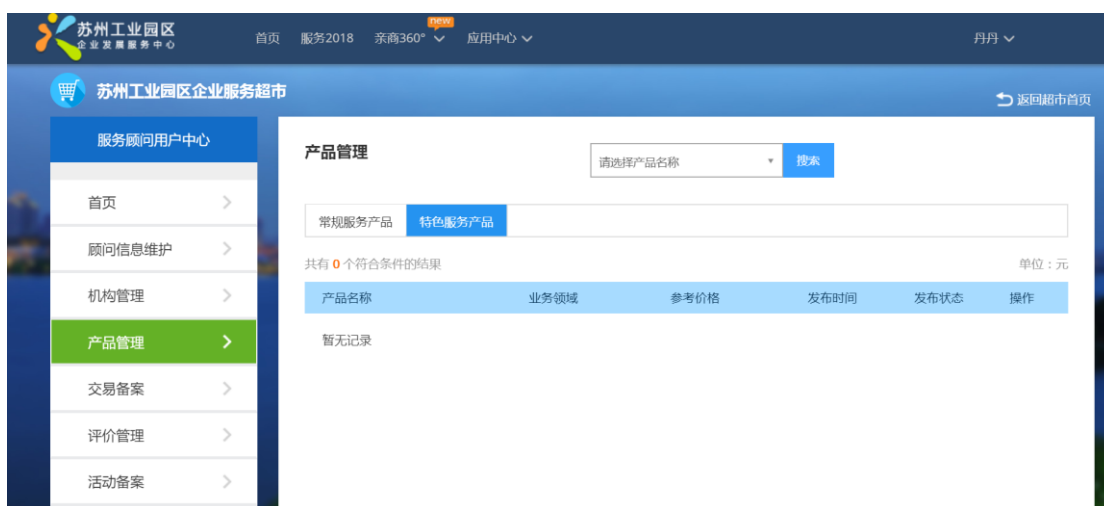 苏州工业园区
企业发展服务中心
首页 服务2018 亲商360° new 应用中心
丹丹
苏州工业园区企业服务超市
返回超市首页
服务顾问用户中心
首页
顾问信息维护
机构管理
产品管理
交易备案
评价管理
活动备案
产品管理
请选择产品名称 搜索
常规服务产品 特色服务产品
共有 0 个符合条件的结果 单位：元
产品名称 业务领域 参考价格 发布时间 发布状态 操作
暂无记录